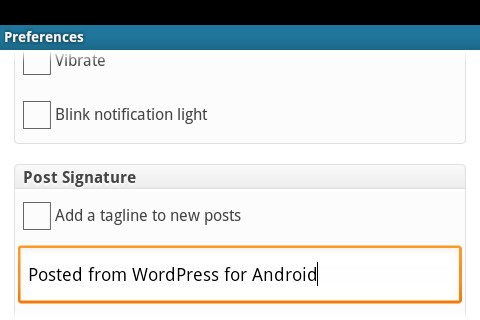 Preferences
Vibrate
Blink notification light
Post Signature
Add a tagline to new posts
Posted from WordPress for Android